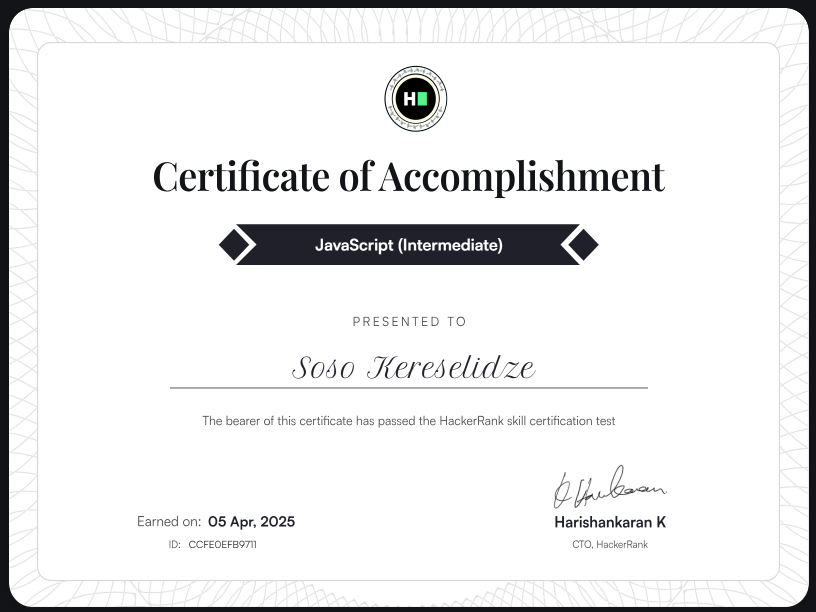 H
Certificate of Accomplishment
JavaScript (Intermediate)
PRESENTED TO
Soso Kereselidze
The bearer of this certificate has passed the HackerRank skill certification test
Earned on: 05 Apr, 2025
ID: CCFE0EFB9711
Harishankaran K
CTO, HackerRank